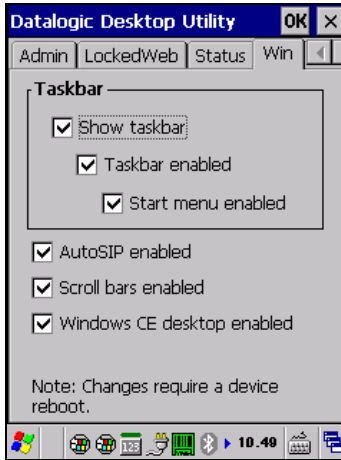 Datalogic Desktop Utility OK
Admin LockedWeb Status Win
Taskbar
Show taskbar
Taskbar enabled
Start menu enabled
AutoSIP enabled
Scroll bars enabled
Windows CE desktop enabled
Note: Changes require a device
reboot.
123 10.49